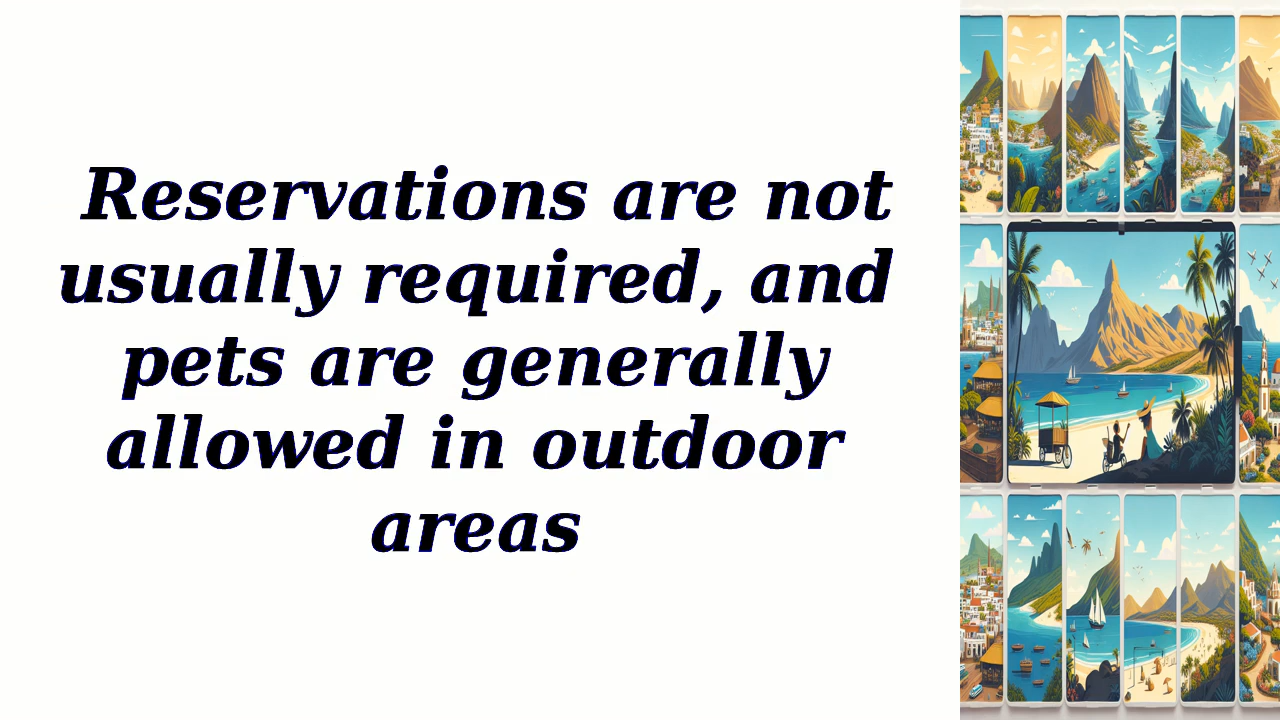 Reservations are not
usually required, and
pets are generally
allowed in outdoor
areas